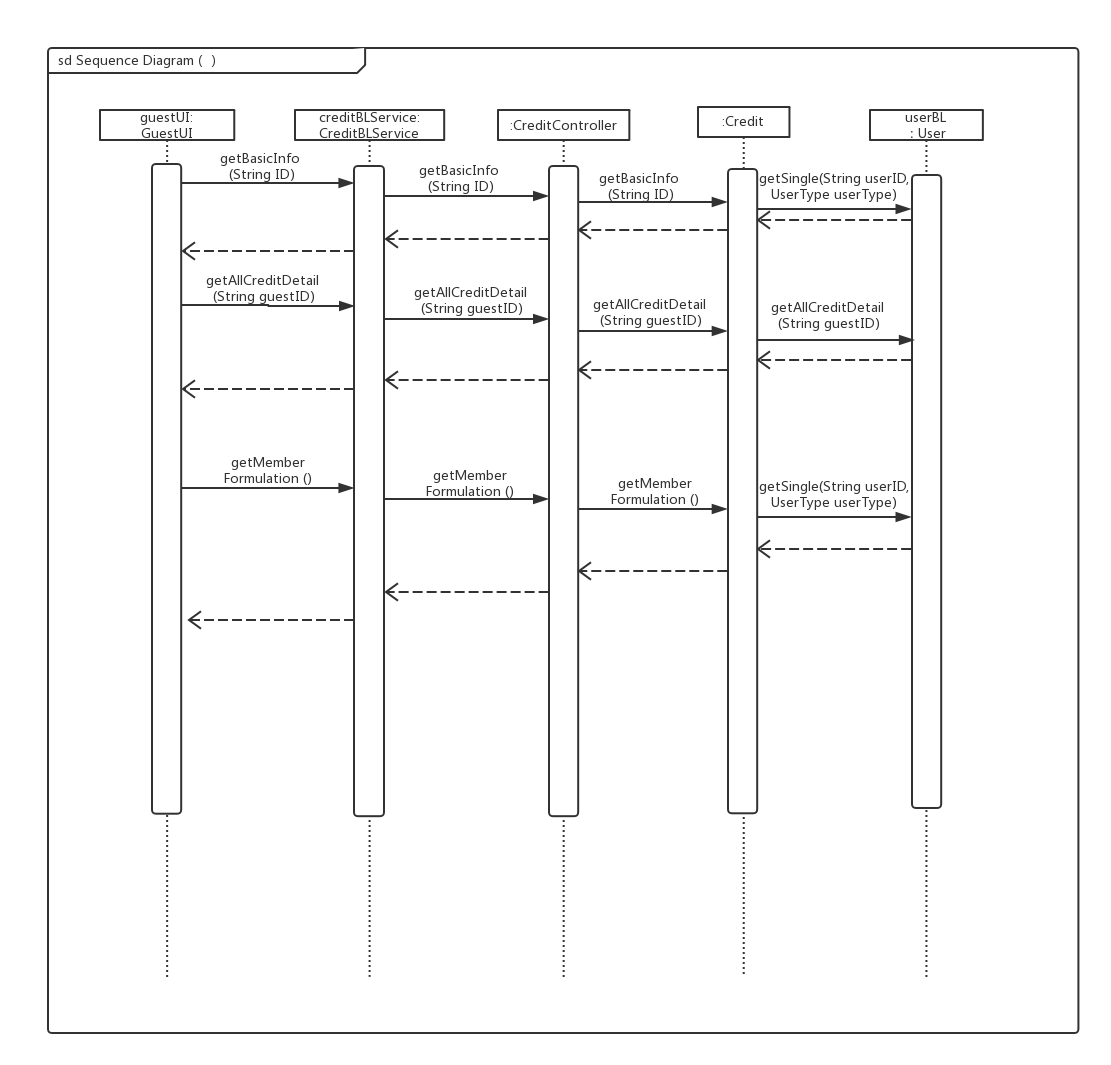 sd Sequence Diagram (  )
guestUI:
GuestUI
creditBLService:
CreditBLService
:CreditController
:Credit
userBL
: User
getBasicInfo
(String ID)
getBasicInfo
(String ID)
getBasicInfo
(String ID)
getSingle(String userID,
UserType userType)
getAllCreditDetail
(String guestID)
getAllCreditDetail
(String guestID)
getAllCreditDetail
(String guestID)
getAllCreditDetail
(String guestID)
getMember
Formulation ()
getMember
Formulation ()
getMember
Formulation ()
getSingle(String userID,
UserType userType)